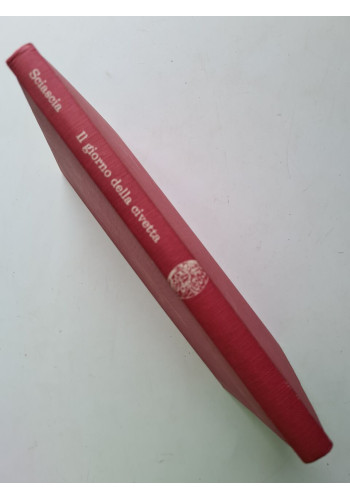 Sciascia
Il giorno della civetta